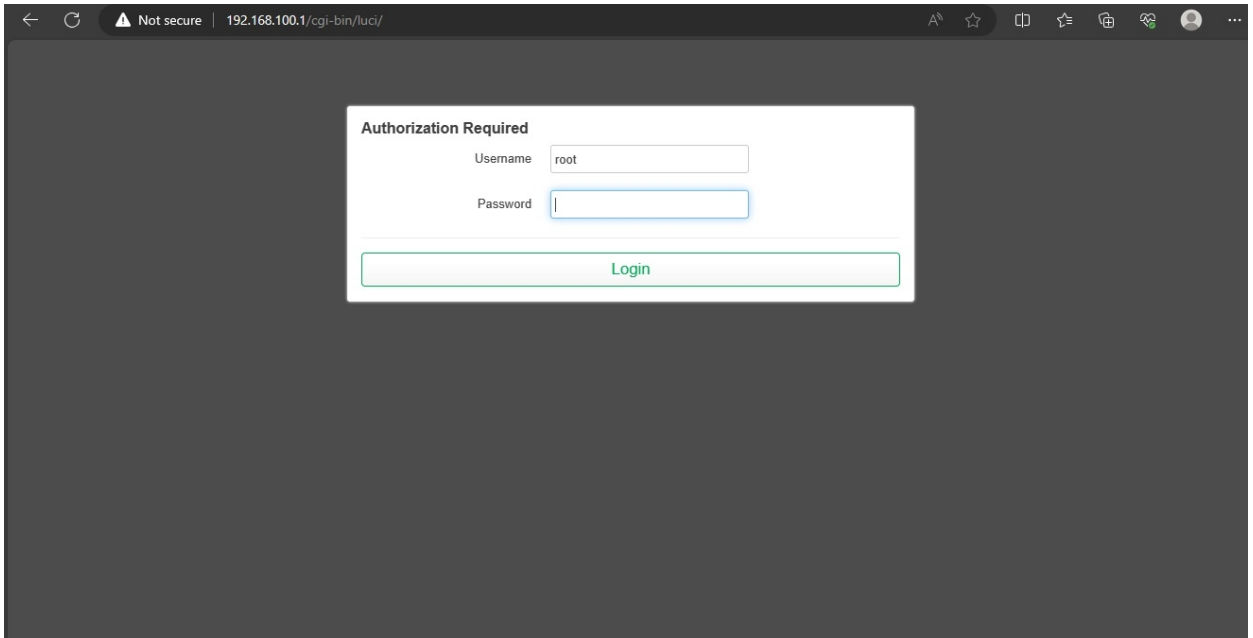 Not secure 192.168.100.1/cgi-bin/luci/
Authorization Required
Username root
Password
Login